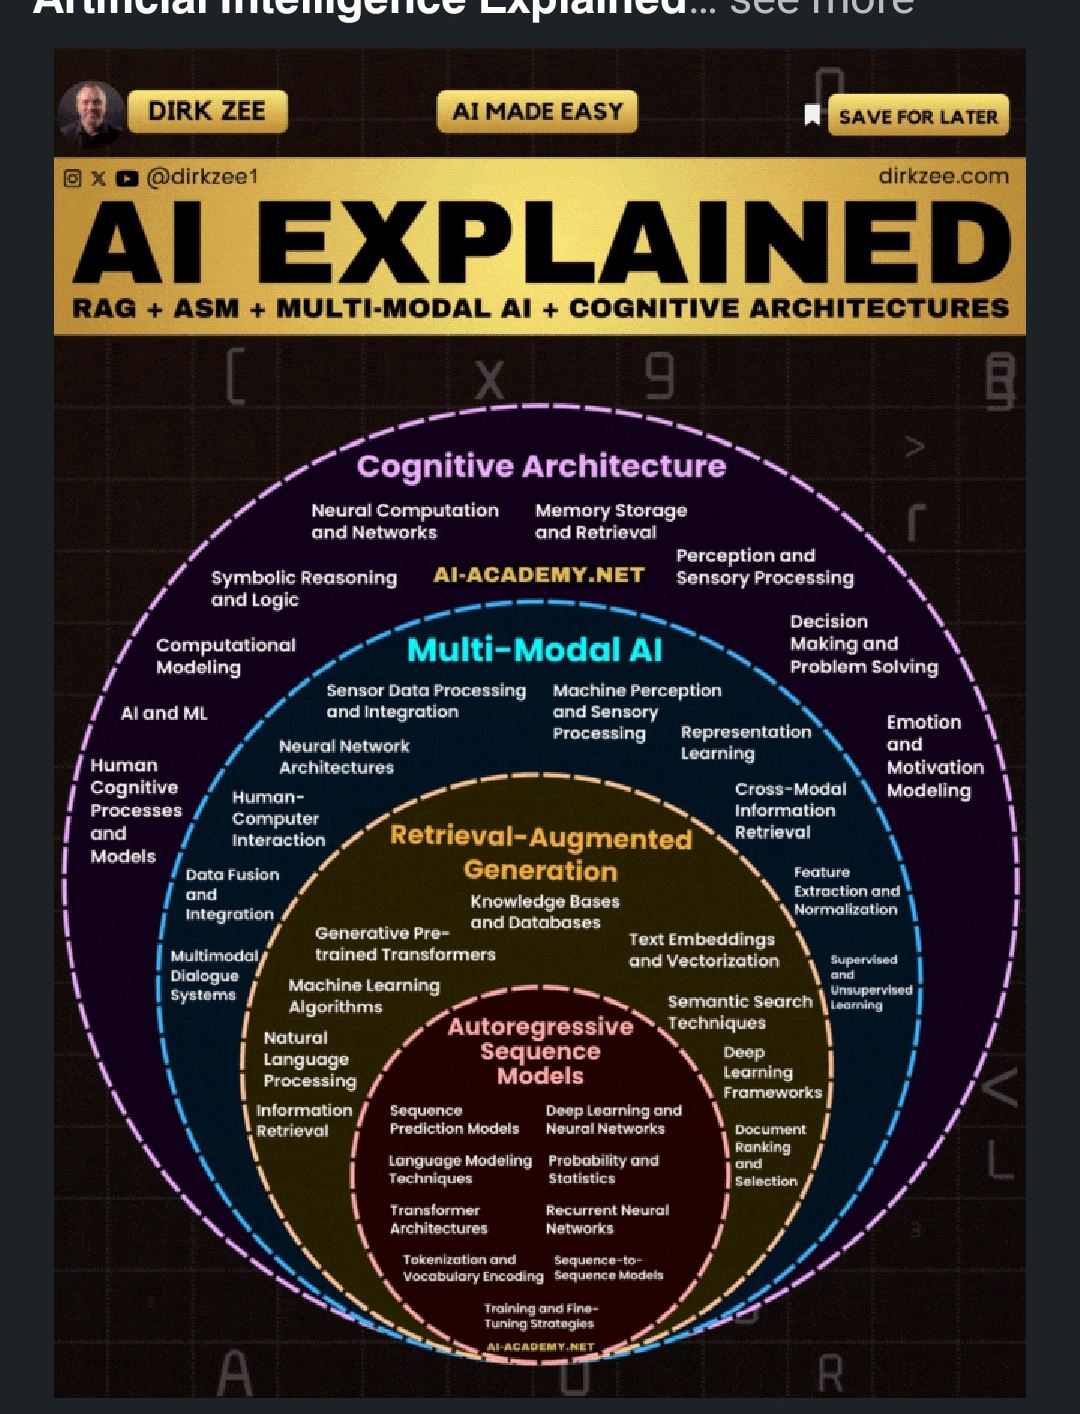 Artificial Intelligence Explained… see more
DIRK ZEE
AI MADE EASY
SAVE FOR LATER
@dirkzee1
dirkzee.com
AI EXPLAINED
RAG + ASM + MULTI-MODAL AI + COGNITIVE ARCHITECTURES
Cognitive Architecture
Neural Computation
and Networks
Memory Storage
and Retrieval
Symbolic Reasoning
and Logic
AI-ACADEMY.NET
Perception and
Sensory Processing
Computational
Modeling
Decision
Making and
Problem Solving
AI and ML
Emotion
and
Motivation
Modeling
Human
Cognitive
Processes
and
Models
Multi-Modal AI
Sensor Data Processing
and Integration
Machine Perception
and Sensory
Processing
Neural Network
Architectures
Representation
Learning
Human-
Computer
Interaction
Cross-Modal
Information
Retrieval
Data Fusion
and
Integration
Feature
Extraction and
Normalization
Multimodal
Dialogue
Systems
Supervised
and
Unsupervised
Learning
Retrieval-Augmented
Generation
Knowledge Bases
and Databases
Generative Pre-
trained Transformers
Text Embeddings
and Vectorization
Machine Learning
Algorithms
Semantic Search
Techniques
Natural
Language
Processing
Deep
Learning
Frameworks
Information
Retrieval
Document
Ranking
and
Selection
Autoregressive
Sequence
Models
Sequence
Prediction Models
Deep Learning and
Neural Networks
Language Modeling
Techniques
Probability and
Statistics
Transformer
Architectures
Recurrent Neural
Networks
Tokenization and
Vocabulary Encoding
Sequence-to-
Sequence Models
Training and Fine-
Tuning Strategies
AI-ACADEMY.NET